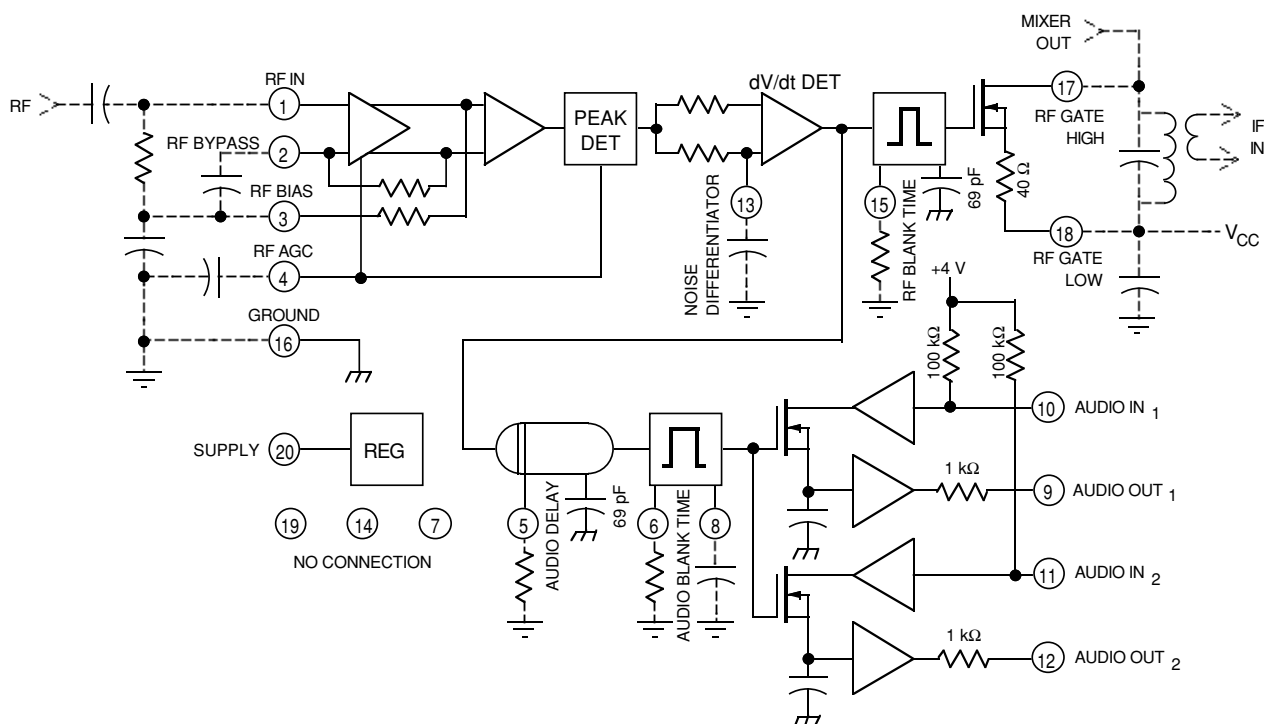 MIXER
OUT
RF
RF IN
1
RF BYPASS
2
RF BIAS
3
RF AGC
4
GROUND
16
PEAK
DET
dV/dt DET
13
NOISE
DIFFERENTIATOR
15
RF BLANK TIME
69 pF
40 Ω
17
RF GATE
HIGH
IF
IN
18
RF GATE
LOW
VCC
+4 V
100 kΩ
100 kΩ
10
AUDIO IN 1
SUPPLY
20
REG
1 kΩ
9
AUDIO OUT 1
19
14
7
NO CONNECTION
5
AUDIO DELAY
69 pF
6
AUDIO BLANK TIME
8
11
AUDIO IN 2
1 kΩ
12
AUDIO OUT 2